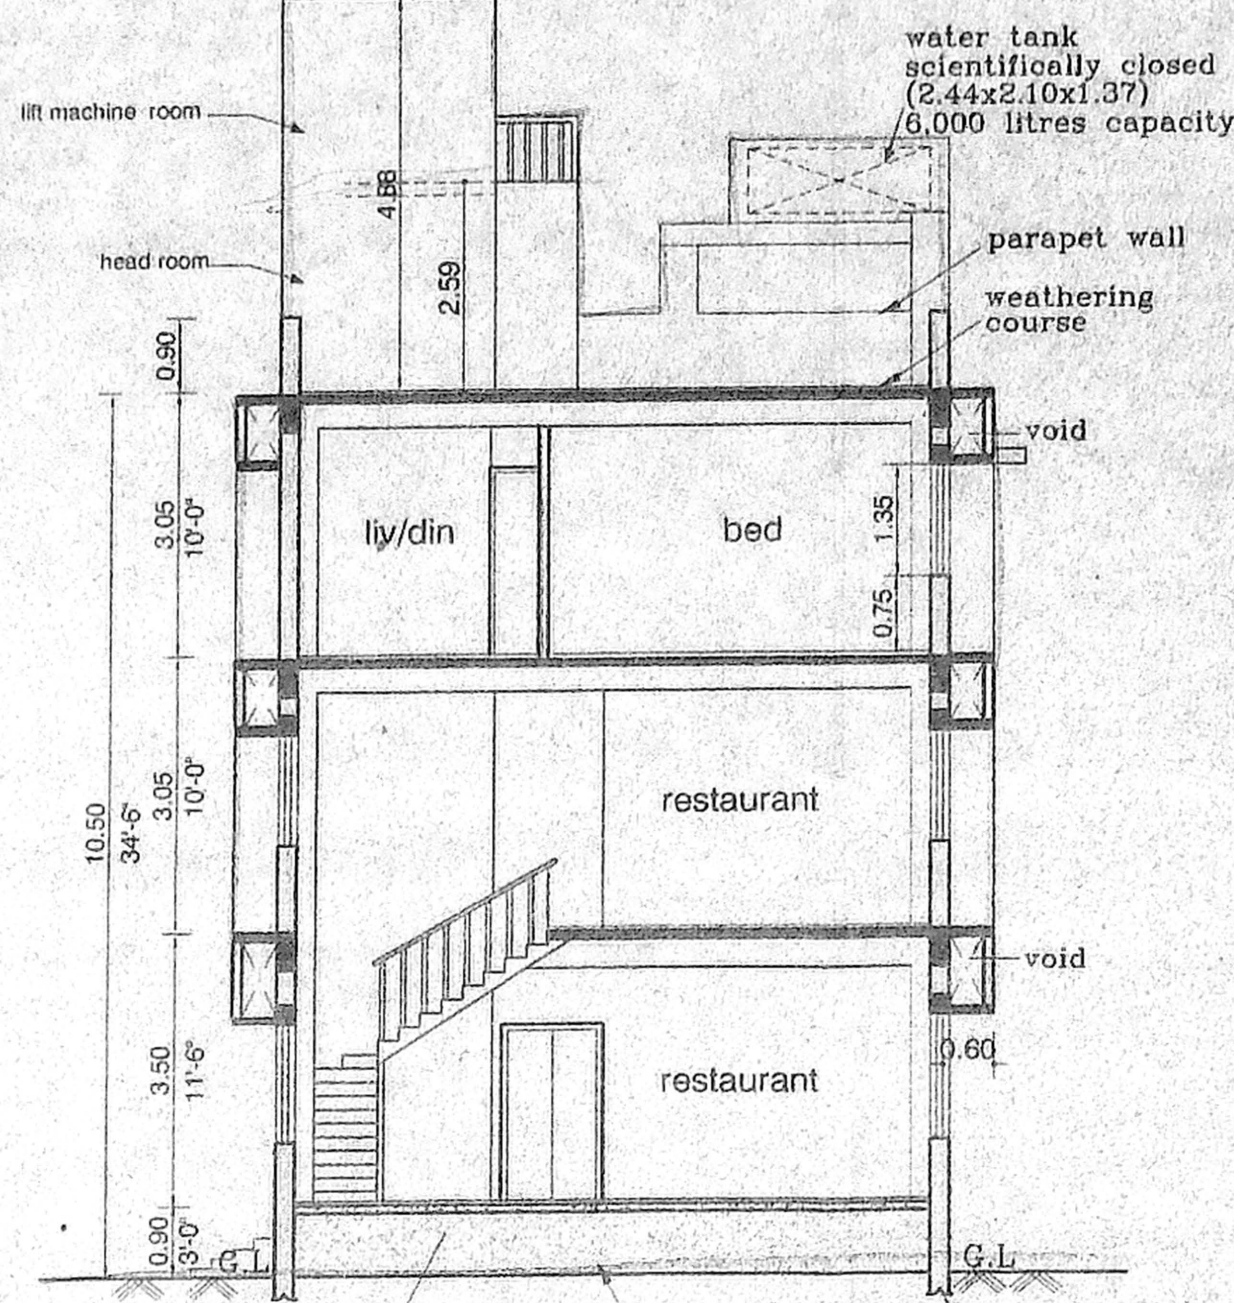 water tank
scientifically closed
(2.44x2.10x1.37)
6,000 litres capacity
lift machine room
4.88
head room
2.59
parapet wall
weathering
course
0.90
void
3.05
10'-0"
liv/din
bed
1.35
0.75
10.50
34'-6"
3.05
10'-0"
restaurant
void
3.50
11'-6"
restaurant
0.60
0.90
3'-0"
G.L
G.L